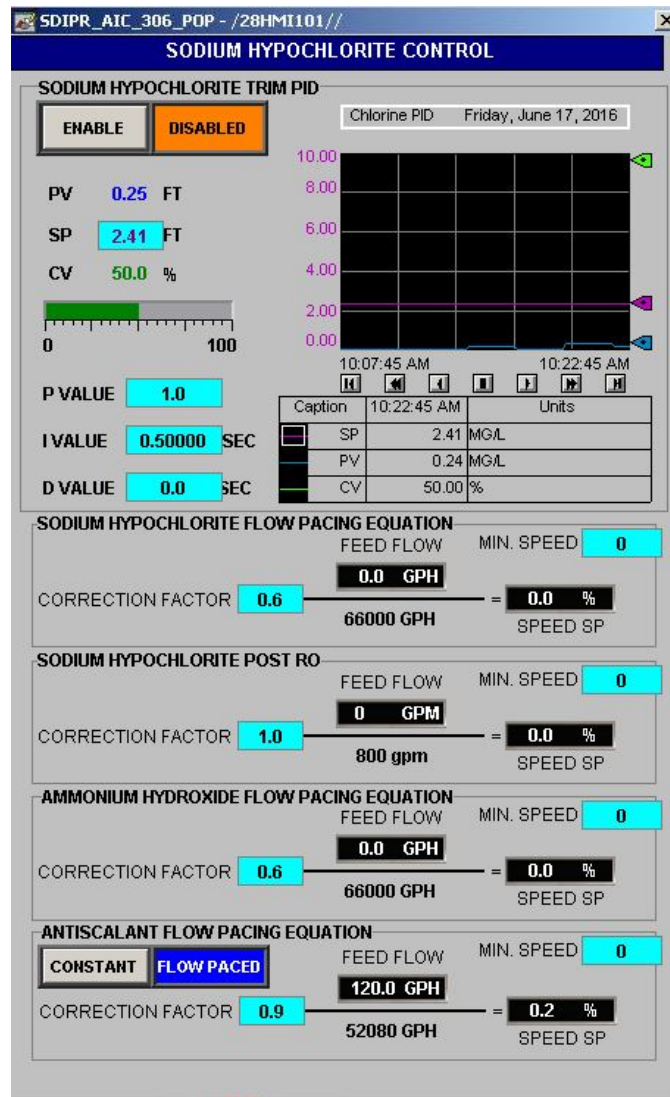 SDIPR_AIC_306_POP - /28HMI101//
SODIUM HYPOCHLORITE CONTROL
SODIUM HYPOCHLORITE TRIM PID
ENABLE DISABLED
Chlorine PID Friday, June 17, 2016
10.00
8.00
6.00
4.00
2.00
0.00
PV 0.25 FT
SP 2.41 FT
CV 50.0 %
0 100
10:07:45 AM 10:22:45 AM
P VALUE 1.0
I VALUE 0.50000 SEC
D VALUE 0.0 SEC
Caption 10:22:45 AM Units
SP 2.41 MG/L
PV 0.24 MG/L
CV 50.00 %
SODIUM HYPOCHLORITE FLOW PACING EQUATION
FEED FLOW MIN. SPEED 0
0.0 GPH
CORRECTION FACTOR 0.6 = 0.0 %
66000 GPH SPEED SP
SODIUM HYPOCHLORITE POST RO
FEED FLOW MIN. SPEED 0
0 GPM
CORRECTION FACTOR 1.0 = 0.0 %
800 gpm SPEED SP
AMMONIUM HYDROXIDE FLOW PACING EQUATION
FEED FLOW MIN. SPEED 0
0.0 GPH
CORRECTION FACTOR 0.6 = 0.0 %
66000 GPH SPEED SP
ANTISCALANT FLOW PACING EQUATION
CONSTANT FLOW PACED FEED FLOW MIN. SPEED 0
120.0 GPH
CORRECTION FACTOR 0.9 = 0.2 %
52080 GPH SPEED SP